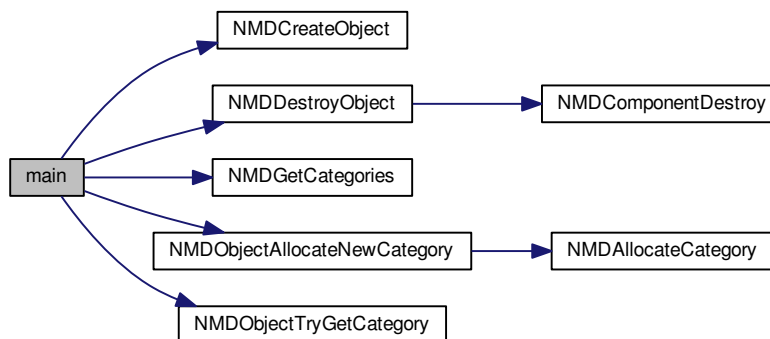 NMDCreateObject
NMDDestroyObject
NMDComponentDestroy
main
NMDGetCategories
NMDObjectAllocateNewCategory
NMDAllocateCategory
NMDObjectTryGetCategory